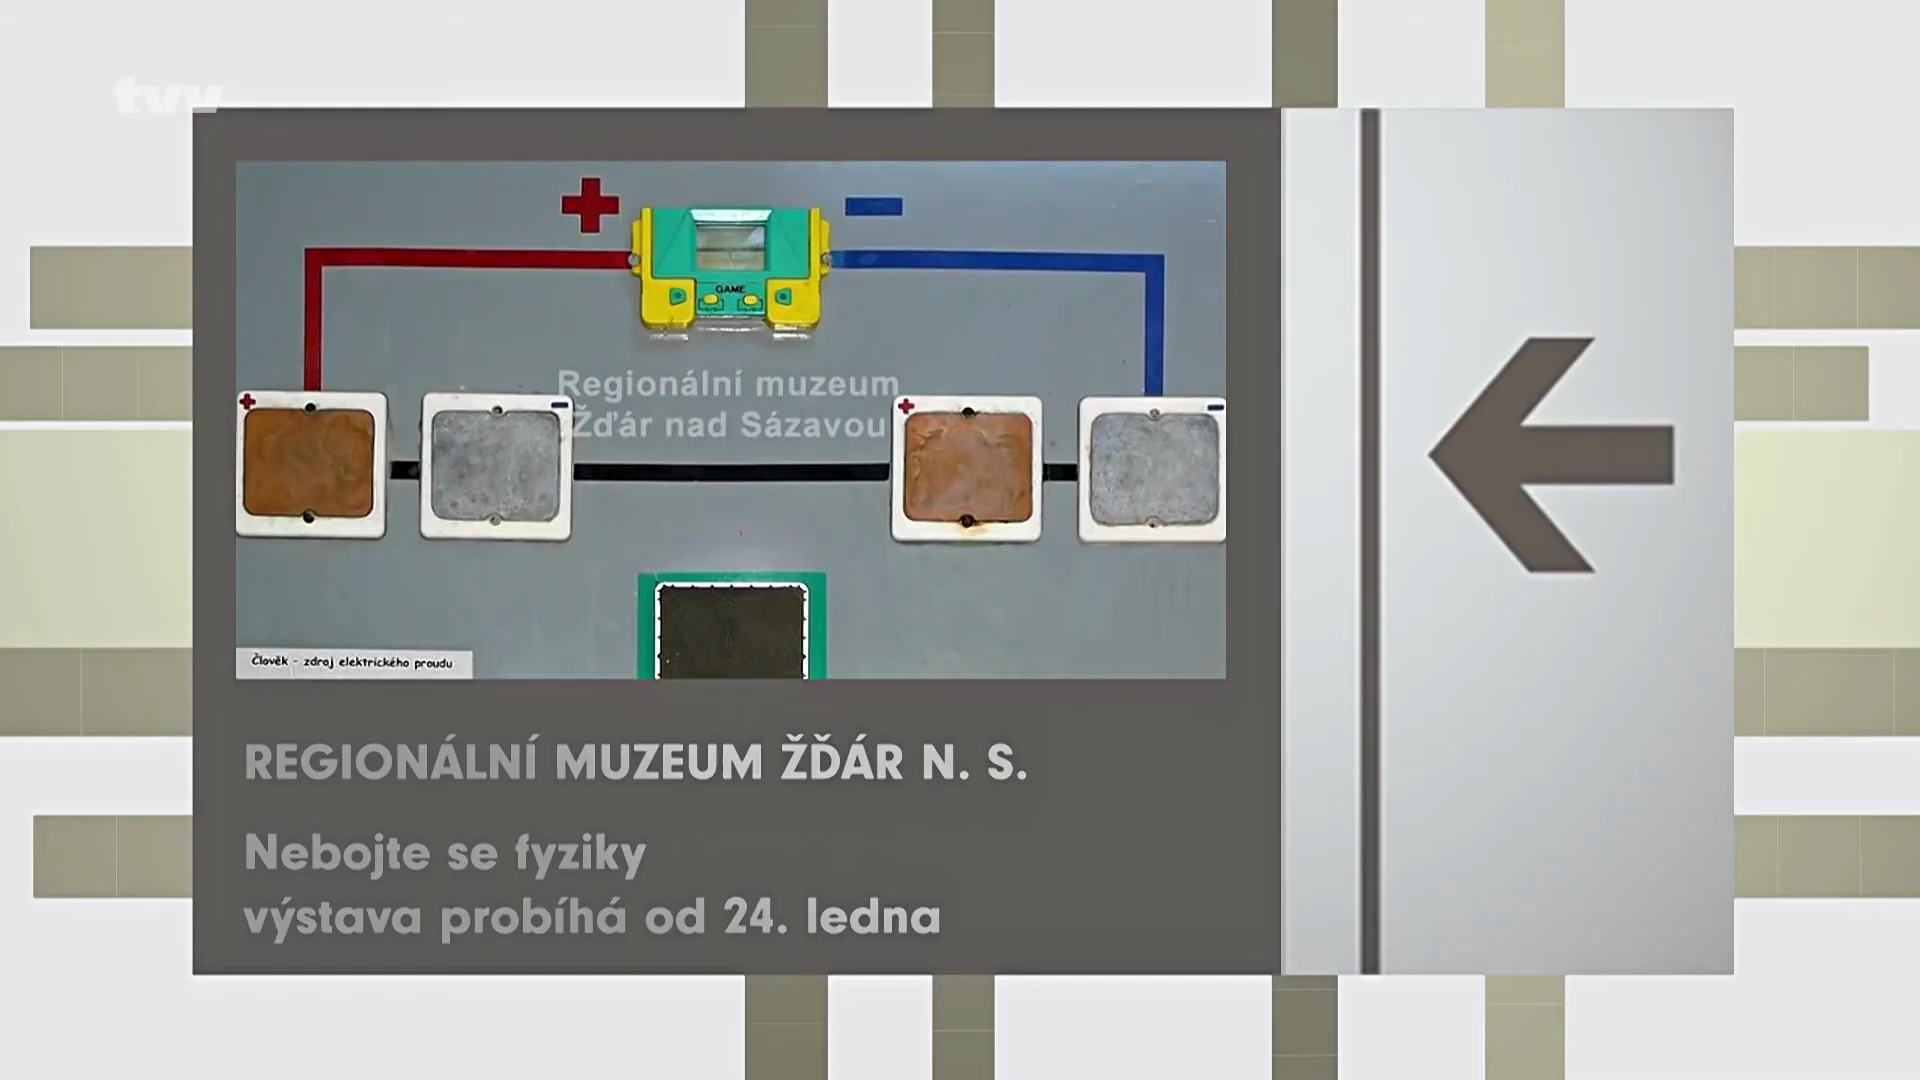 tvv
GAME
Regionální muzeum
Žďár nad Sázavou
Člověk - zdroj elektrického proudu
REGIONÁLNÍ MUZEUM ŽĎÁR N. S.
Nebojte se fyziky
výstava probíhá od 24. ledna